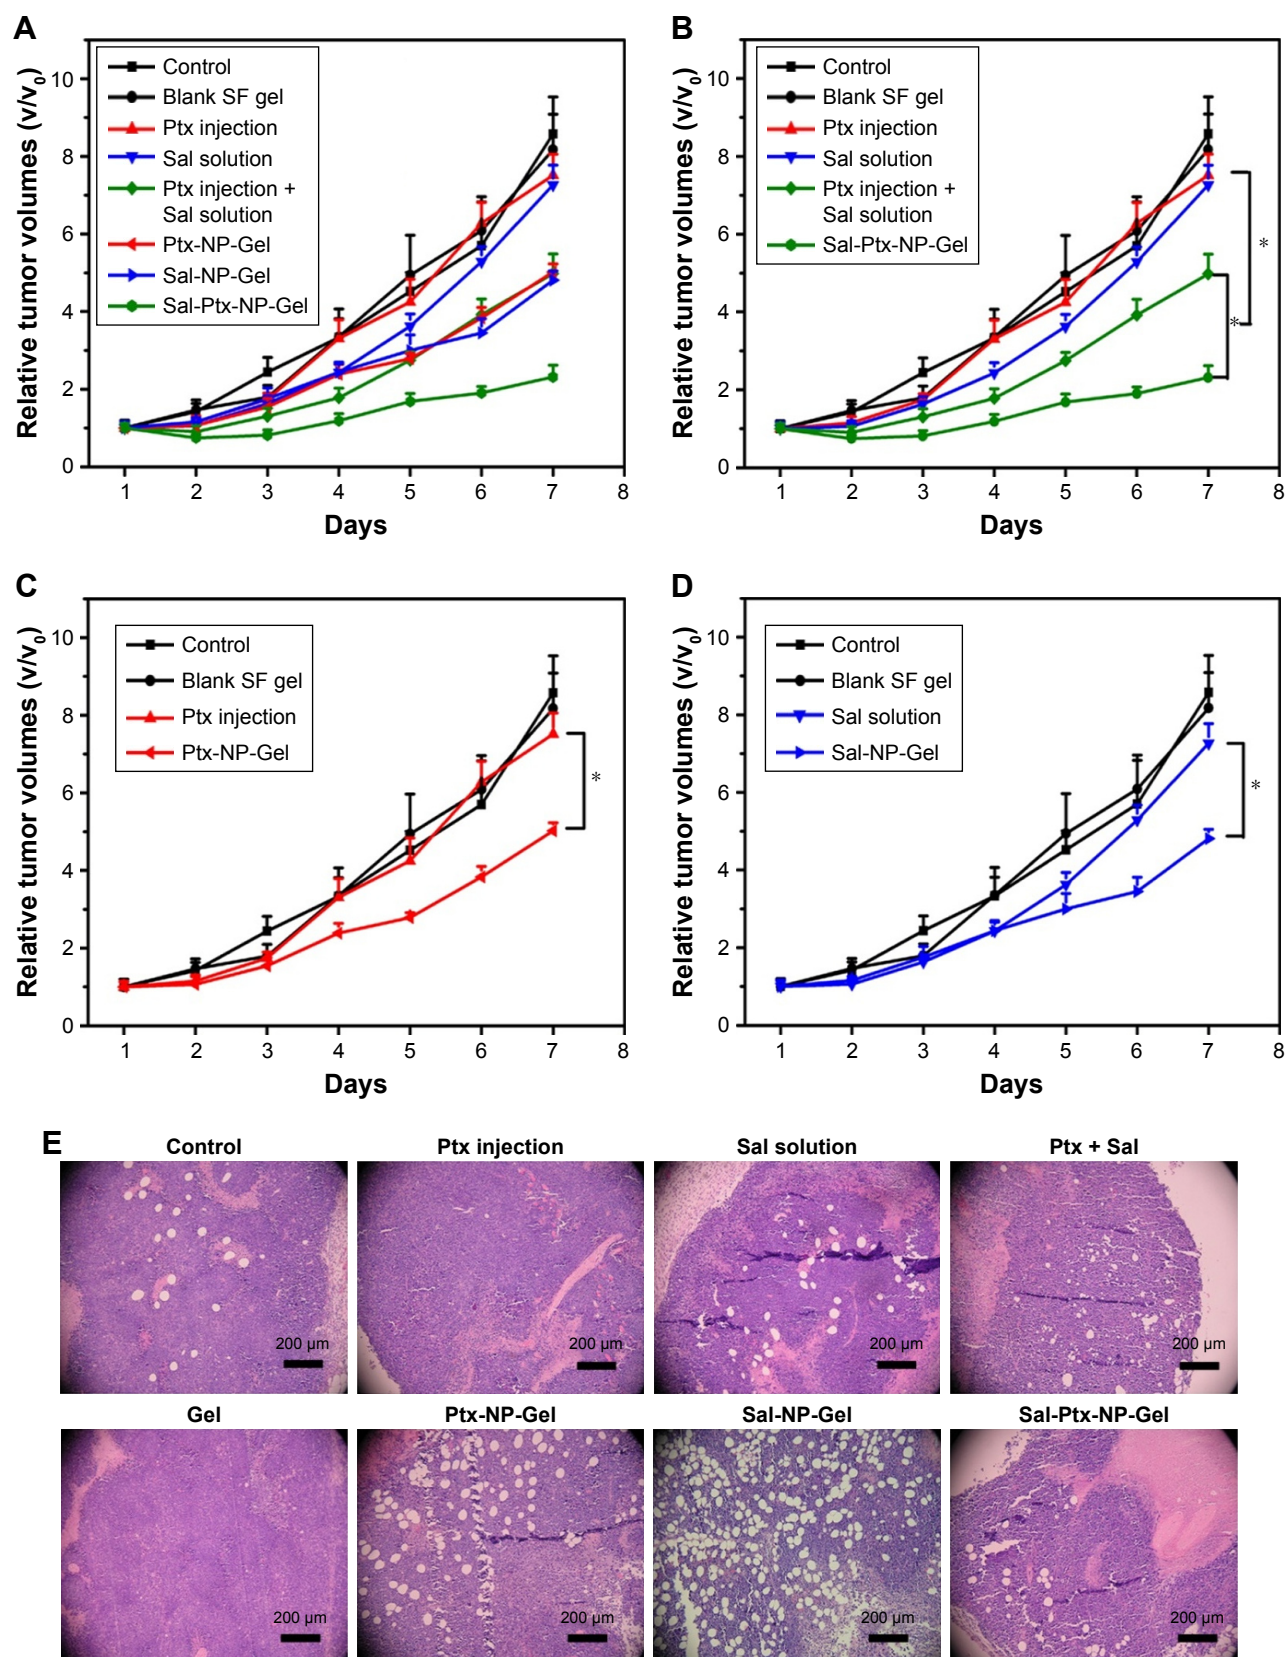 A
Relative tumor volumes (v/v0)
10
8
6
4
2
0
Control
Blank SF gel
Ptx injection
Sal solution
Ptx injection +
Sal solution
Ptx-NP-Gel
Sal-NP-Gel
Sal-Ptx-NP-Gel
1 2 3 4 5 6 7 8
Days
B
Relative tumor volumes (v/v0)
10
8
6
4
2
0
Control
Blank SF gel
Ptx injection
Sal solution
Ptx injection +
Sal solution
Sal-Ptx-NP-Gel
*
*
1 2 3 4 5 6 7 8
Days
C
Relative tumor volumes (v/v0)
10
8
6
4
2
0
Control
Blank SF gel
Ptx injection
Ptx-NP-Gel
*
1 2 3 4 5 6 7 8
Days
D
Relative tumor volumes (v/v0)
10
8
6
4
2
0
Control
Blank SF gel
Sal solution
Sal-NP-Gel
*
1 2 3 4 5 6 7 8
Days
E
Control Ptx injection Sal solution Ptx + Sal
200 µm 200 µm 200 µm 200 µm
Gel Ptx-NP-Gel Sal-NP-Gel Sal-Ptx-NP-Gel
200 µm 200 µm 200 µm 200 µm